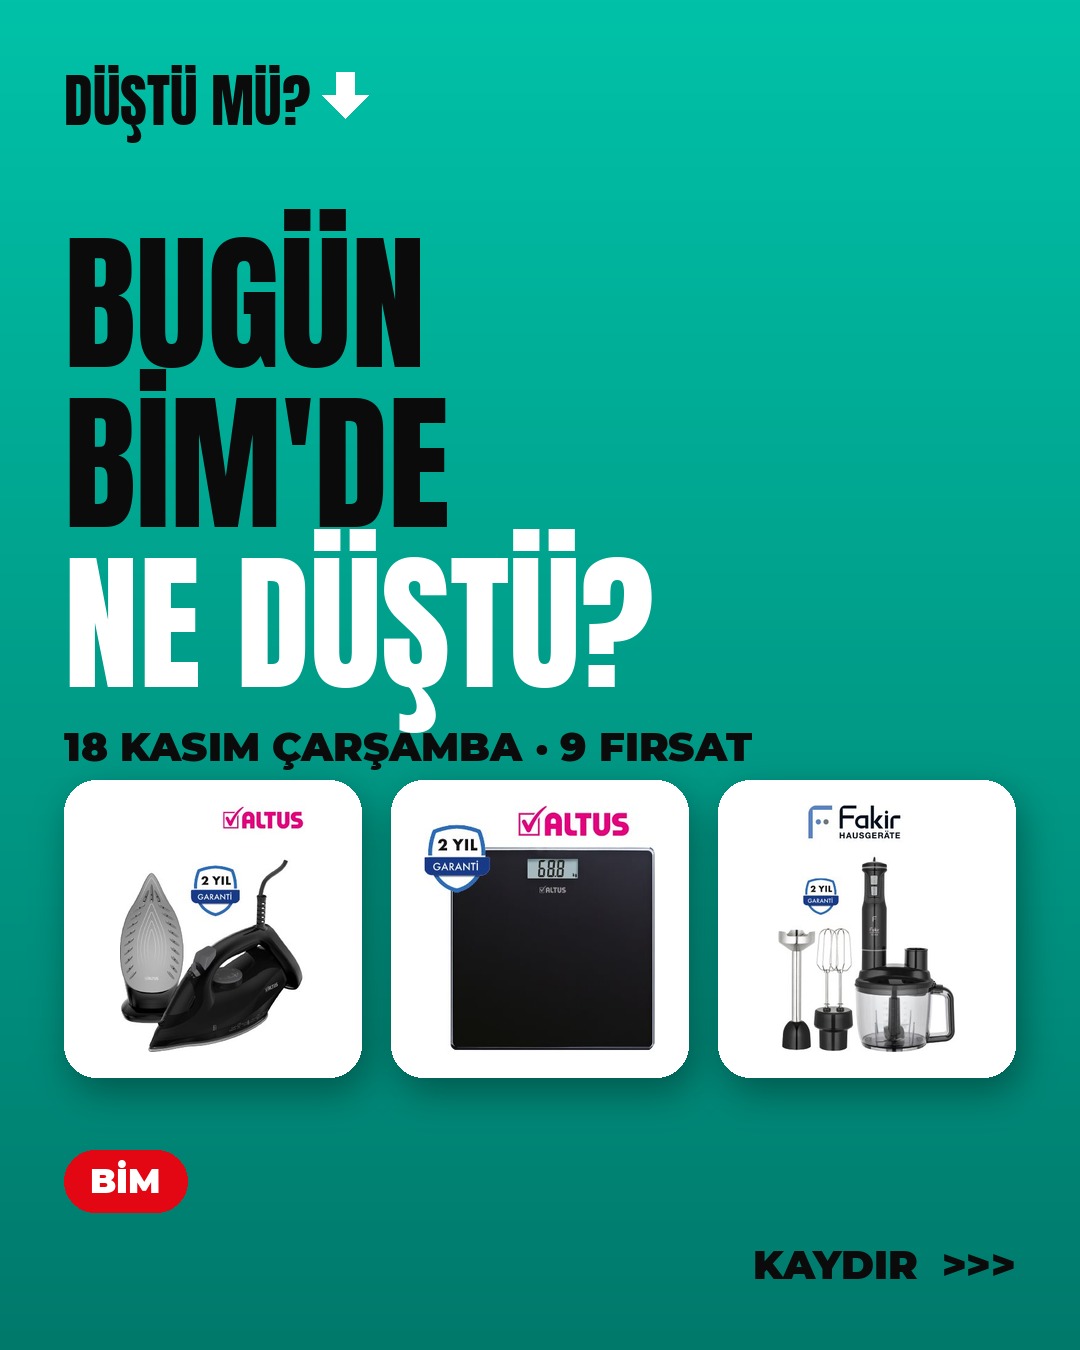 DÜŞTÜ MÜ?
BUGÜN
BİM'DE
NE DÜŞTÜ?
18 KASIM ÇARŞAMBA • 9 FIRSAT
ALTUS
2 YIL
GARANTİ
ALTUS
2 YIL
GARANTİ
68.8
ALTUS
Fakir
HAUSGERÄTE
2 YIL
GARANTİ
BİM
KAYDIR >>>